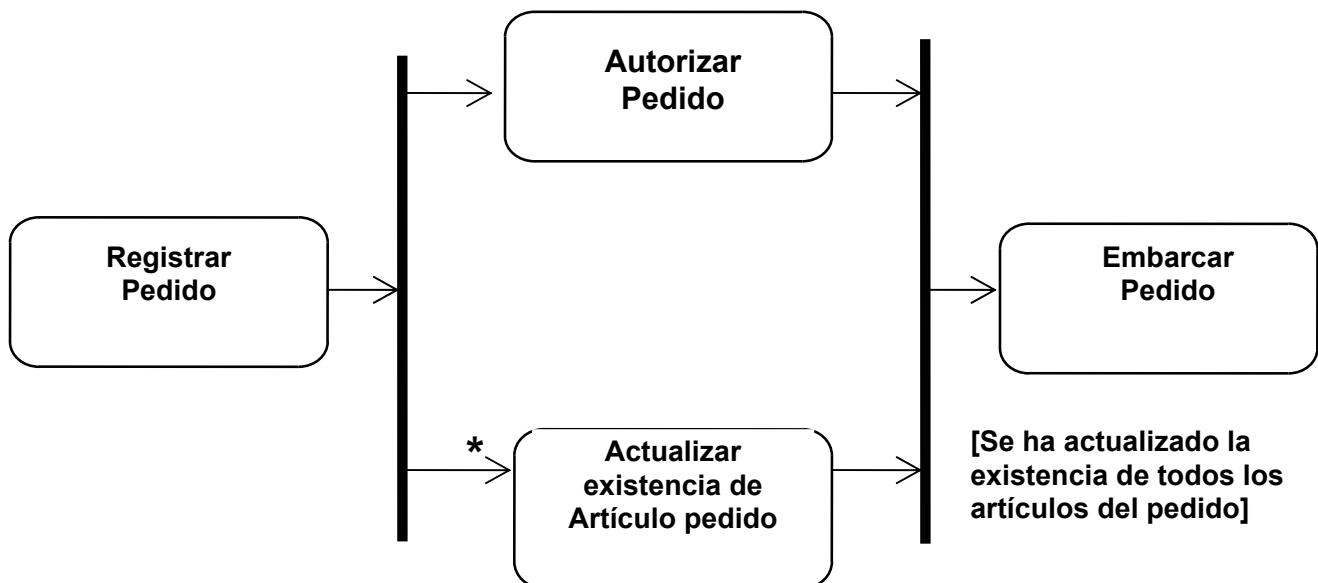 Autorizar
Pedido
Registrar
Pedido
Embarcar
Pedido
*
Actualizar
existencia de
Artículo pedido
[Se ha actualizado la
existencia de todos los
artículos del pedido]